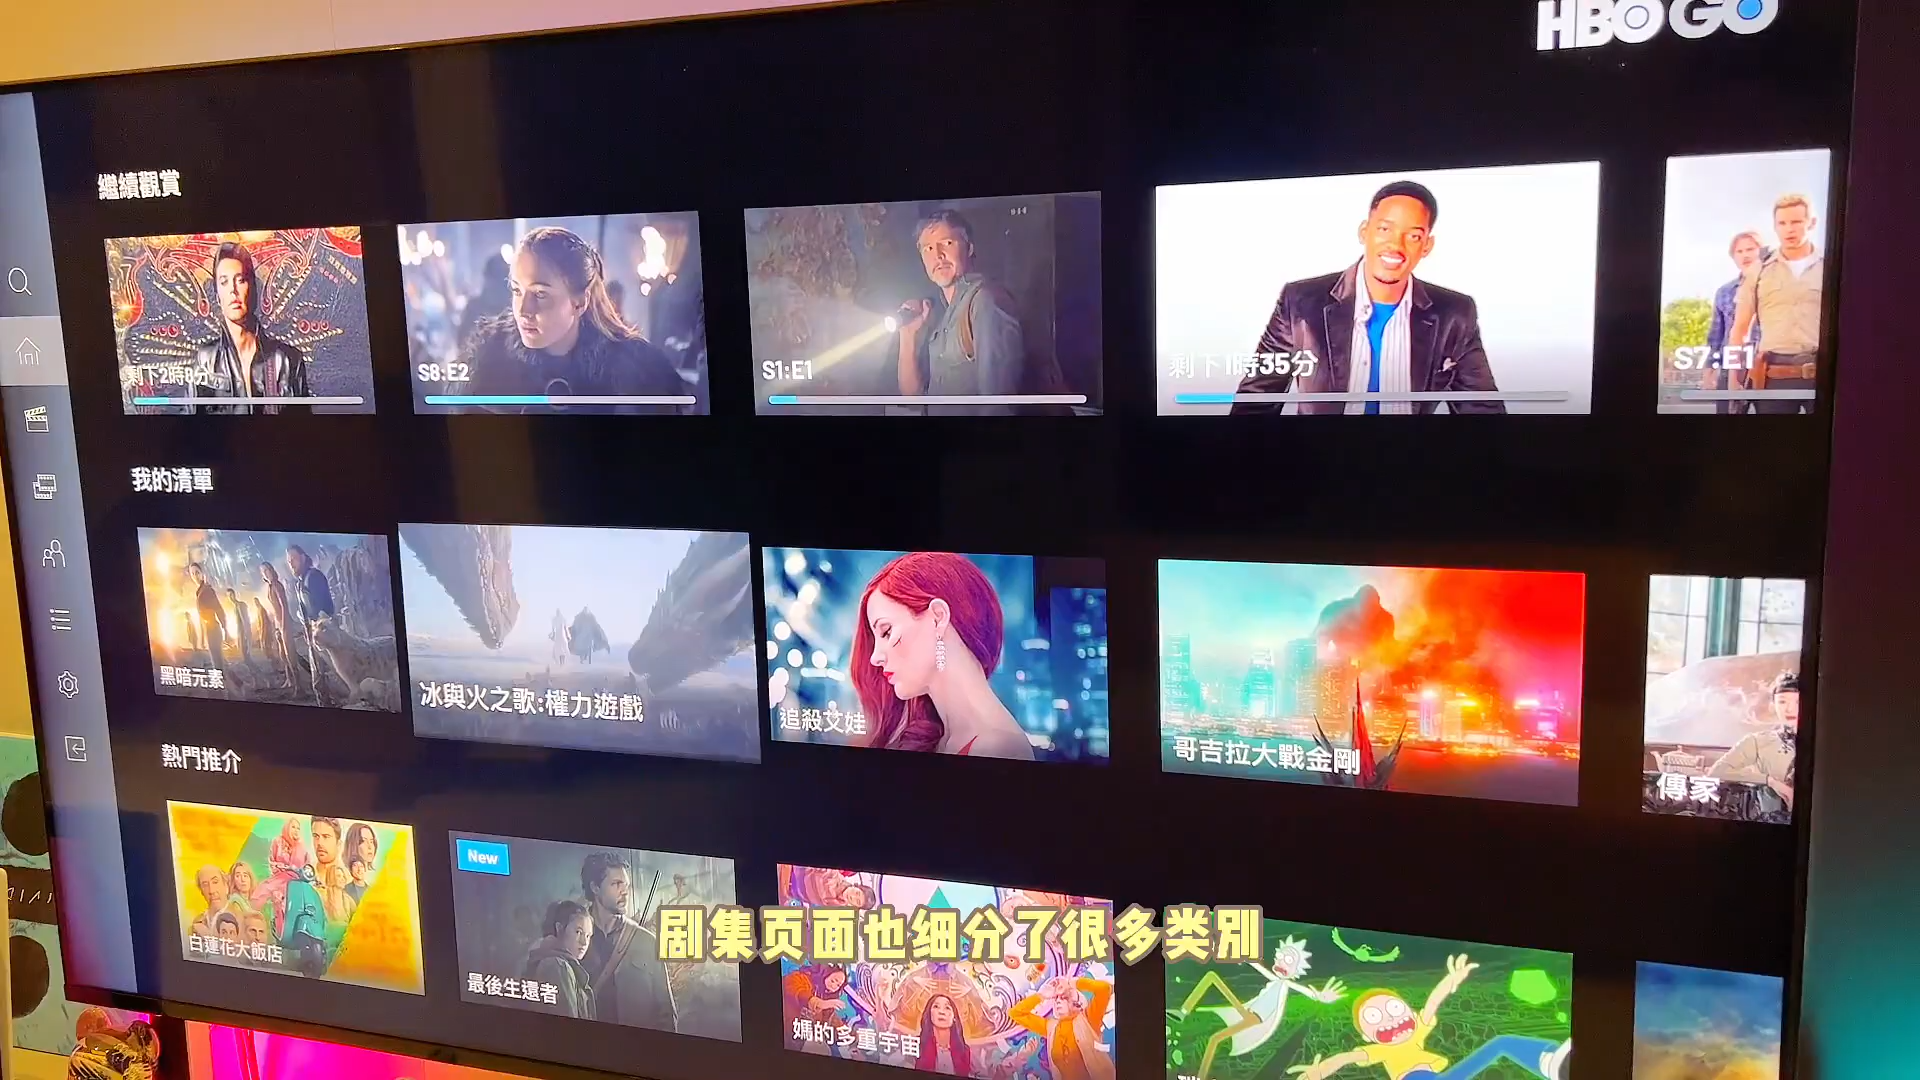 HBO GO
繼續觀賞
剩下2時8分
S8:E2
S1:E1
剩下1時35分
S7:E1
我的清單
黑暗元素
冰與火之歌:權力遊戲
追殺艾娃
哥吉拉大戰金剛
傳家
熱門推介
白蓮花大飯店
New
最後生還者
媽的多重宇宙
剧集页面也细分了很多类别